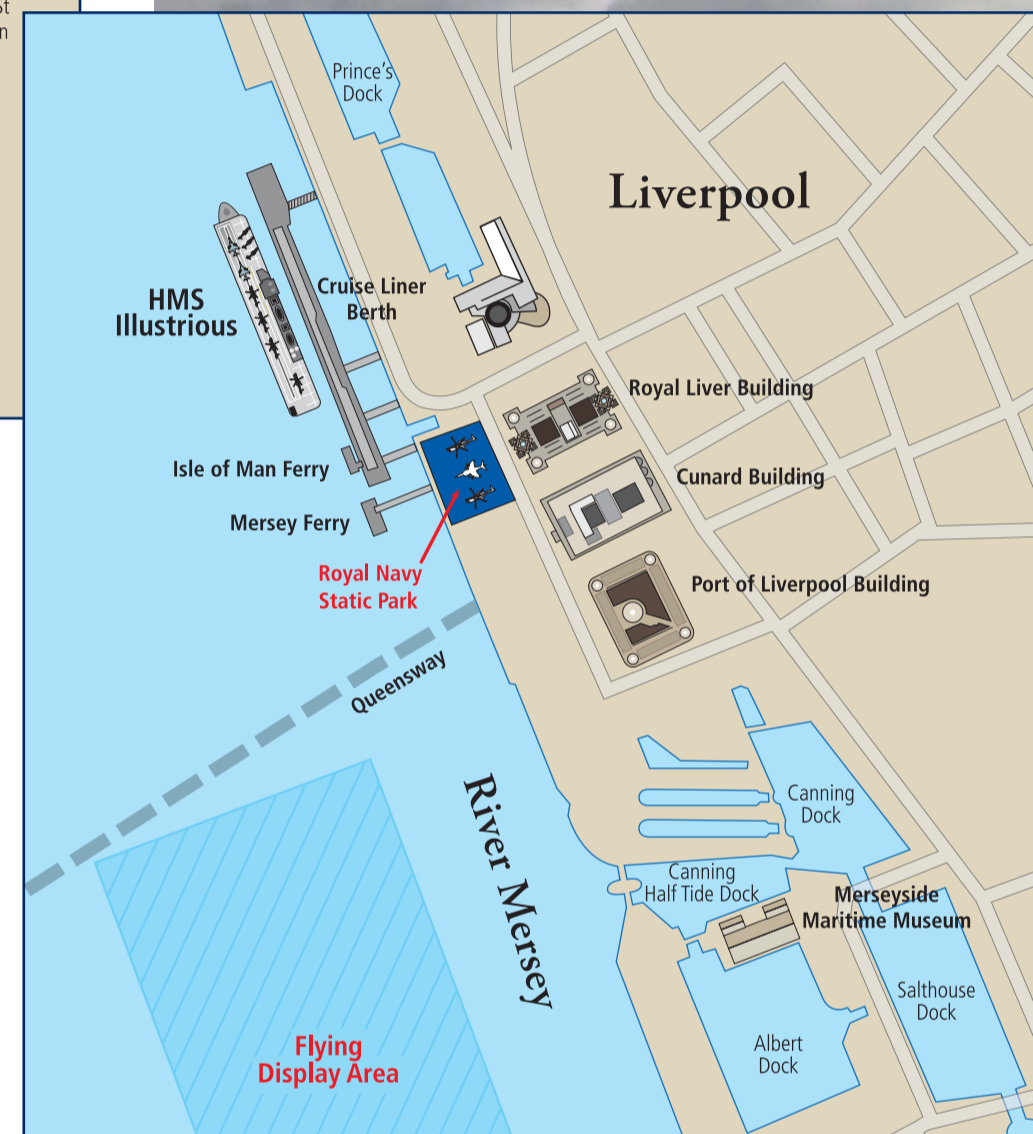 Prince's
Dock
Liverpool
HMS
Illustrious
Cruise Liner
Berth
Royal Liver Building
Isle of Man Ferry
Cunard Building
Mersey Ferry
Royal Navy
Static Park
Port of Liverpool Building
Queensway
River Mersey
Canning
Dock
Canning
Half Tide Dock
Merseyside
Maritime Museum
Salthouse
Dock
Albert
Dock
Flying
Display Area